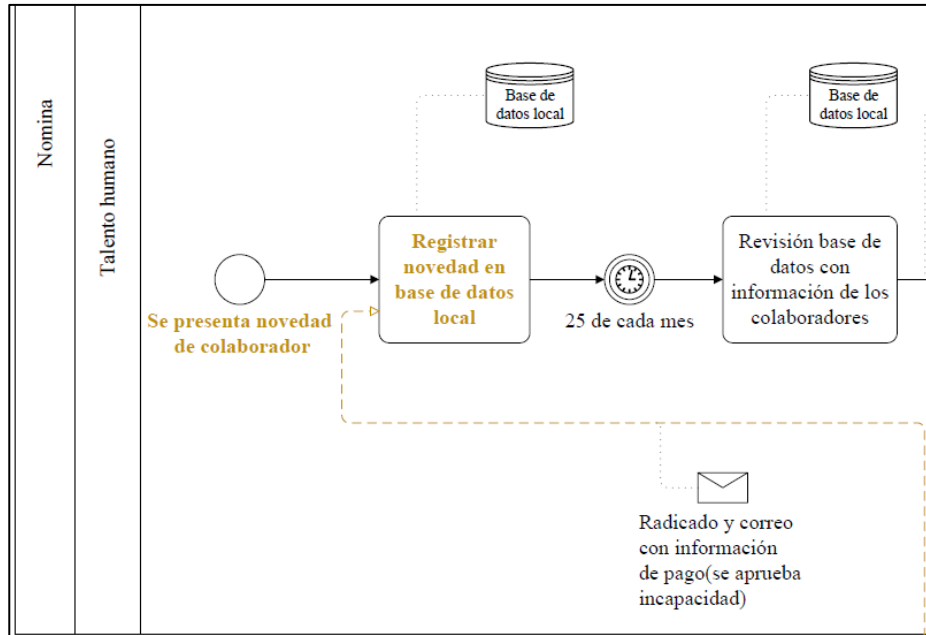 Nomina
Talento humano
Base de
datos local
Base de
datos local
Registrar
novedad en
base de datos
local
Revisión base de
datos con
información de los
colaboradores
Se presenta novedad
de colaborador
25 de cada mes
Radicado y correo
con información
de pago(se aprueba
incapacidad)